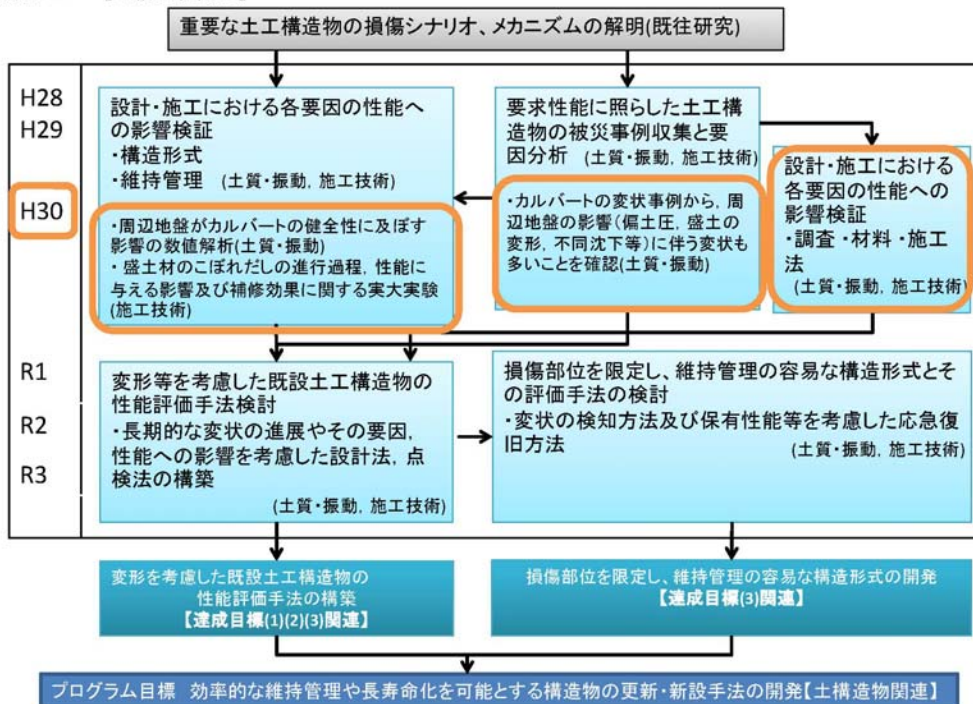 重要な土工構造物の損傷シナリオ、メカニズムの解明(既往研究)
H28
H29
H30
R1
R2
R3
設計・施工における各要因の性能へ
の影響検証
・構造形式
・維持管理 (土質・振動, 施工技術)
・周辺地盤がカルバートの健全性に及ぼす
影響の数値解析(土質・振動)
・盛土材のこぼれだしの進行過程, 性能に
与える影響及び補修効果に関する実大実験
(施工技術)
要求性能に照らした土工構
造物の被災事例収集と要
因分析 (土質・振動, 施工技術)
・カルバートの変状事例から, 周
辺地盤の影響(偏土圧, 盛土の
変形, 不同沈下等)に伴う変状も
多いことを確認(土質・振動)
設計・施工における
各要因の性能への
影響検証
・調査・材料・施工
法
(土質・振動, 施工技術)
変形等を考慮した既設土工構造物の
性能評価手法検討
・長期的な変状の進展やその要因,
性能への影響を考慮した設計法, 点
検法の構築
(土質・振動, 施工技術)
損傷部位を限定し、維持管理の容易な構造形式とそ
の評価手法の検討
・変状の検知方法及び保有性能等を考慮した応急復
旧方法 (土質・振動, 施工技術)
変形を考慮した既設土工構造物の
性能評価手法の構築
【達成目標(1)(2)(3)関連】
損傷部位を限定し、維持管理の容易な構造形式の開発
【達成目標(3)関連】
プログラム目標 効率的な維持管理や長寿命化を可能とする構造物の更新・新設手法の開発【土構造物関連】